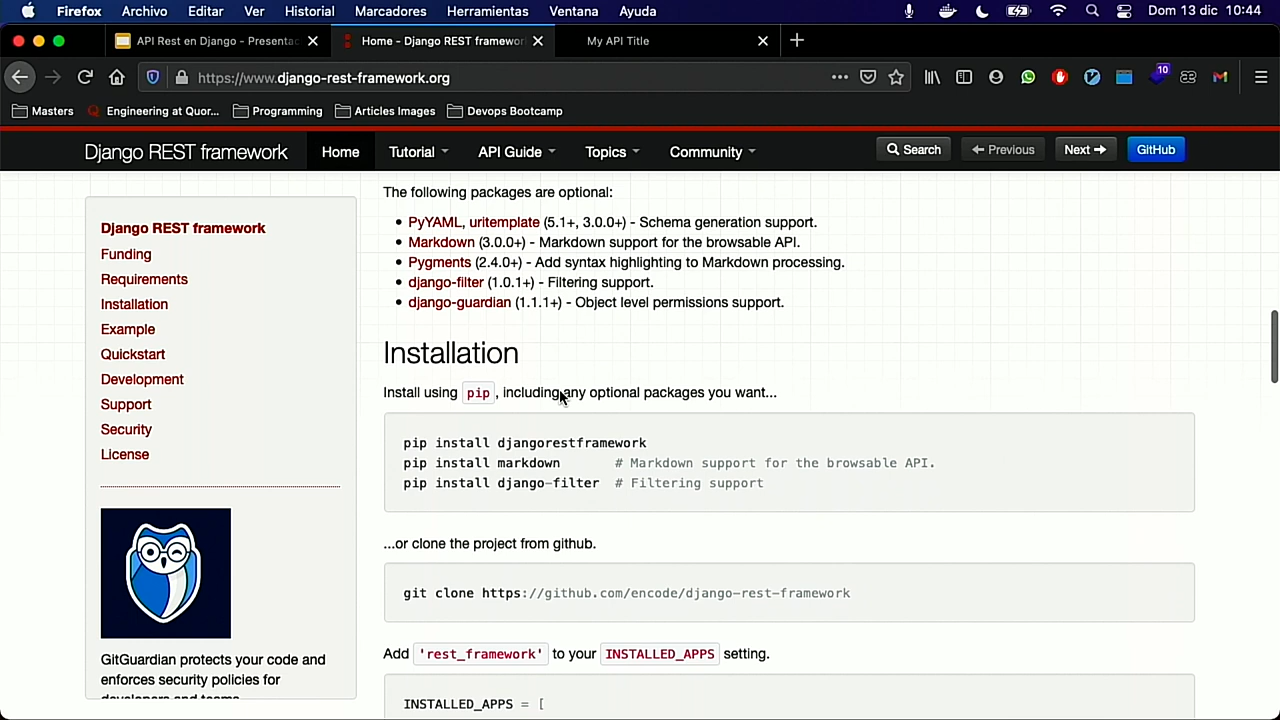 Firefox Archivo Editar Ver Historial Marcadores Herramientas Ventana Ayuda Dom 13 dic 10:44
API Rest en Django - Presentac Home - Django REST framewor My API Title
https://www.django-rest-framework.org 10
Masters Engineering at Quor... Programming Articles Images Devops Bootcamp
Django REST framework Home Tutorial API Guide Topics Community Search Previous Next GitHub
The following packages are optional:
PyYAML, uritemplate (5.1+, 3.0.0+) - Schema generation support.
Markdown (3.0.0+) - Markdown support for the browsable API.
Pygments (2.4.0+) - Add syntax highlighting to Markdown processing.
django-filter (1.0.1+) - Filtering support.
django-guardian (1.1.1+) - Object level permissions support.
Django REST framework
Funding
Requirements
Installation
Example
Quickstart
Development
Support
Security
License
GitGuardian protects your code and
enforces security policies for
developers and teams
Installation
Install using pip, including any optional packages you want...
pip install djangorestframework
pip install markdown # Markdown support for the browsable API.
pip install django-filter # Filtering support
...or clone the project from github.
git clone https://github.com/encode/django-rest-framework
Add 'rest_framework' to your INSTALLED_APPS setting.
INSTALLED_APPS = [